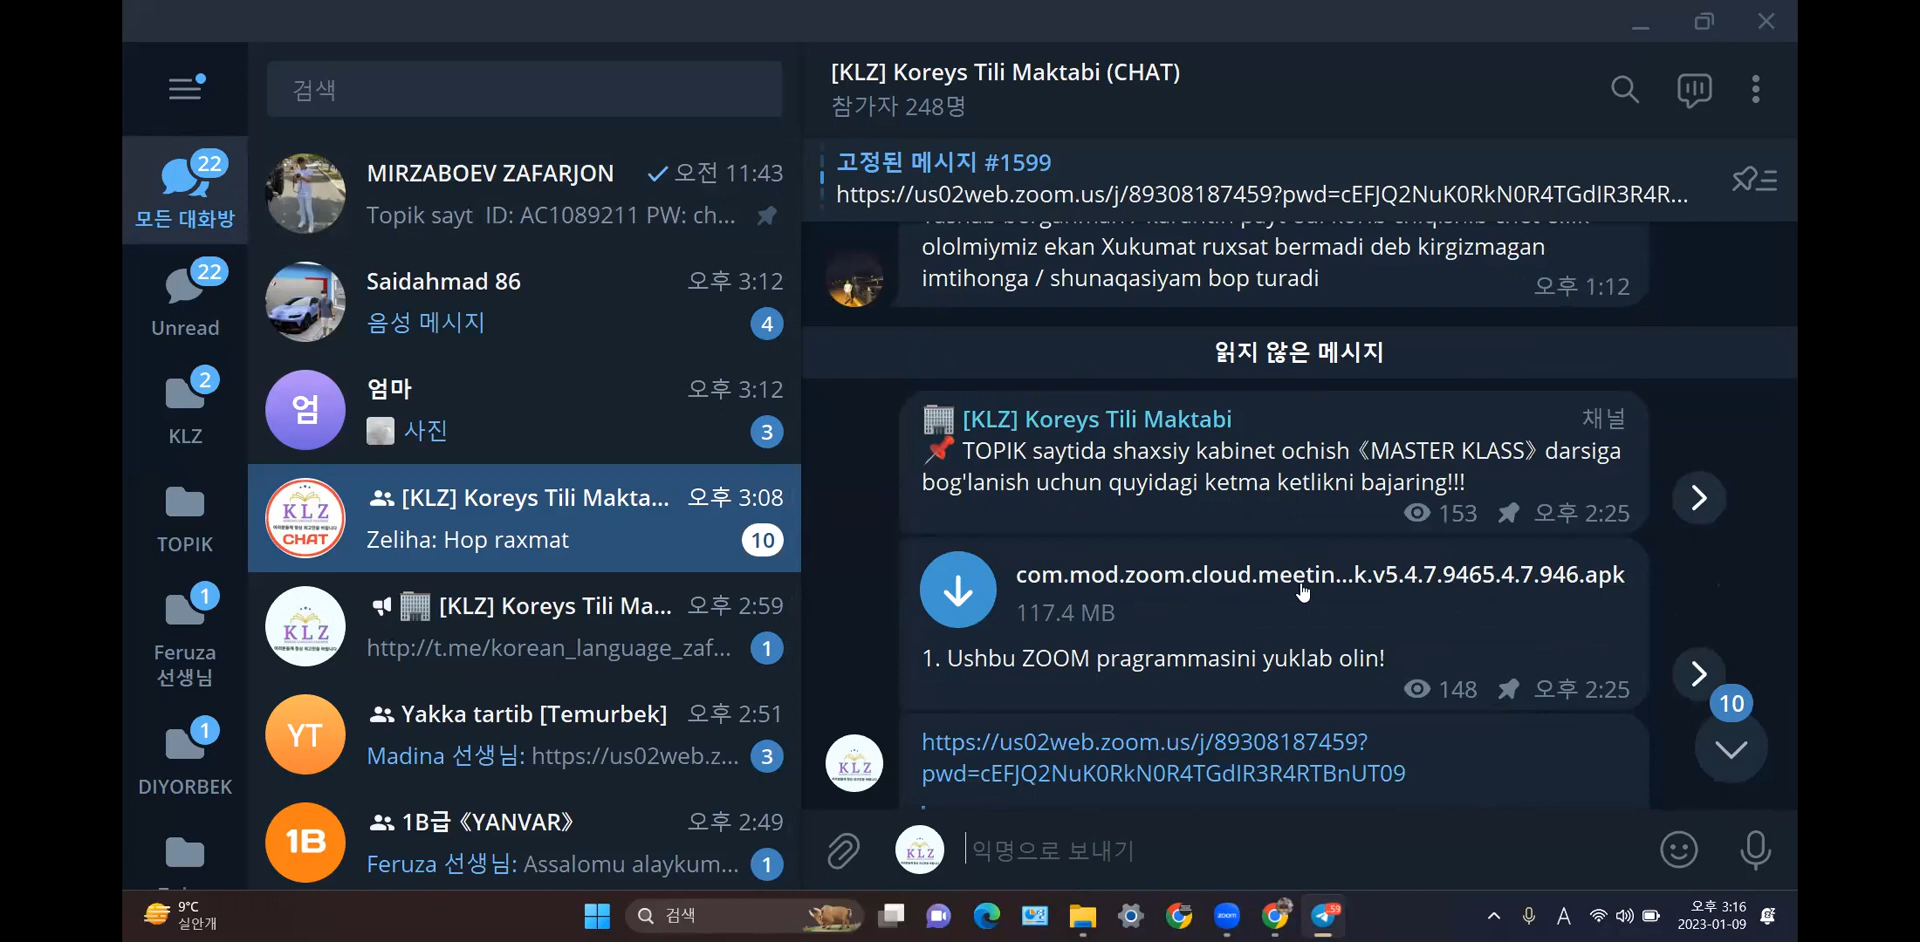 검색
22
모든 대화방
22
Unread
2
KLZ
TOPIK
1
Feruza
선생님
1
DIYORBEK
MIRZABOEV ZAFARJON 오전 11:43
Topik sayt ID: AC1089211 PW: ch...
Saidahmad 86 오후 3:12
음성 메시지 4
엄
엄마 오후 3:12
사진 3
KLZ
CHAT
[KLZ] Koreys Tili Makta... 오후 3:08
Zeliha: Hop raxmat 10
KLZ
[KLZ] Koreys Tili Ma... 오후 2:59
http://t.me/korean_language_zaf... 1
YT
Yakka tartib [Temurbek] 오후 2:51
Madina 선생님: https://us02web.z... 3
1B
1B급《YANVAR》 오후 2:49
Feruza 선생님: Assalomu alaykum... 1
[KLZ] Koreys Tili Maktabi (CHAT)
참가자 248명
고정된 메시지 #1599
https://us02web.zoom.us/j/89308187459?pwd=cEFJQ2NuK0RkN0R4TGdIR3R4R...
ololmiymiz ekan Xukumat ruxsat bermadi deb kirgizmagan
imtihonga / shunaqasiyam bop turadi
오후 1:12
읽지 않은 메시지
[KLZ] Koreys Tili Maktabi 채널
TOPIK saytida shaxsiy kabinet ochish《MASTER KLASS》darsiga
bog'lanish uchun quyidagi ketma ketlikni bajaring!!!
153 오후 2:25
com.mod.zoom.cloud.meetin...k.v5.4.7.9465.4.7.946.apk
117.4 MB
1. Ushbu ZOOM pragrammasini yuklab olin!
148 오후 2:25
10
KLZ
https://us02web.zoom.us/j/89308187459?
pwd=cEFJQ2NuK0RkN0R4TGdIR3R4RTBnUT09
KLZ
익명으로 보내기
9°C
실안개
검색
zoom
59
A
오후 3:16
2023-01-09